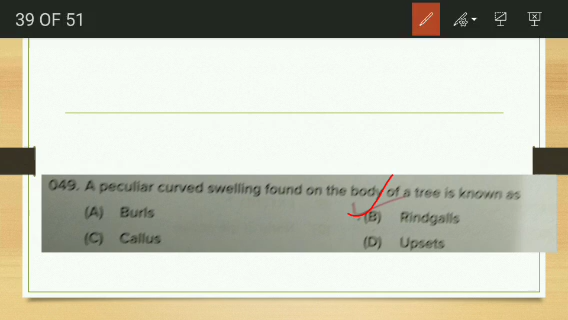 39 OF 51
049. A peculiar curved swelling found on the body of a tree is known as
(A) Burls
(B) Rindgalls
(C) Callus
(D) Upsets